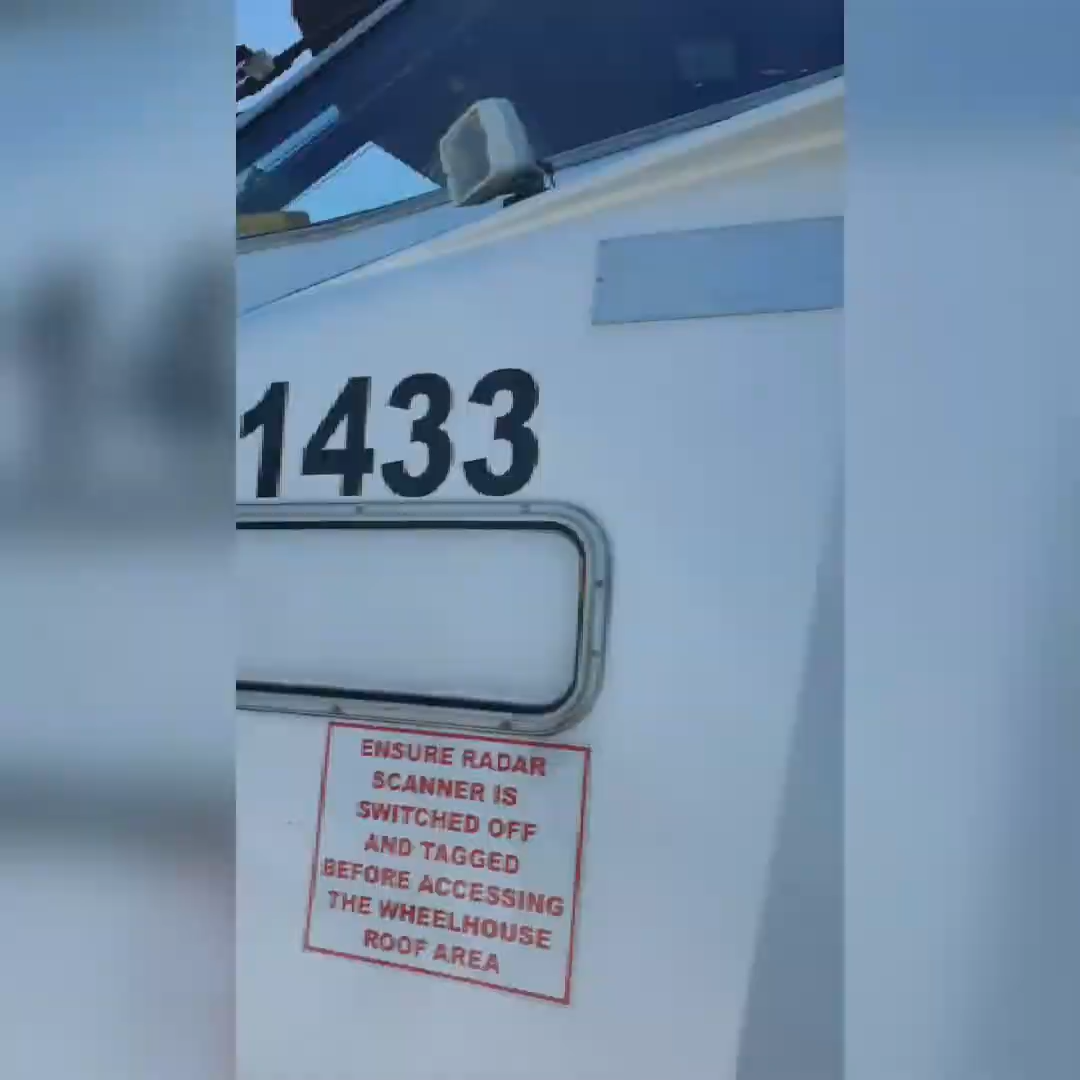 1433
ENSURE RADAR
SCANNER IS
SWITCHED OFF
AND TAGGED
BEFORE ACCESSING
THE WHEELHOUSE
ROOF AREA